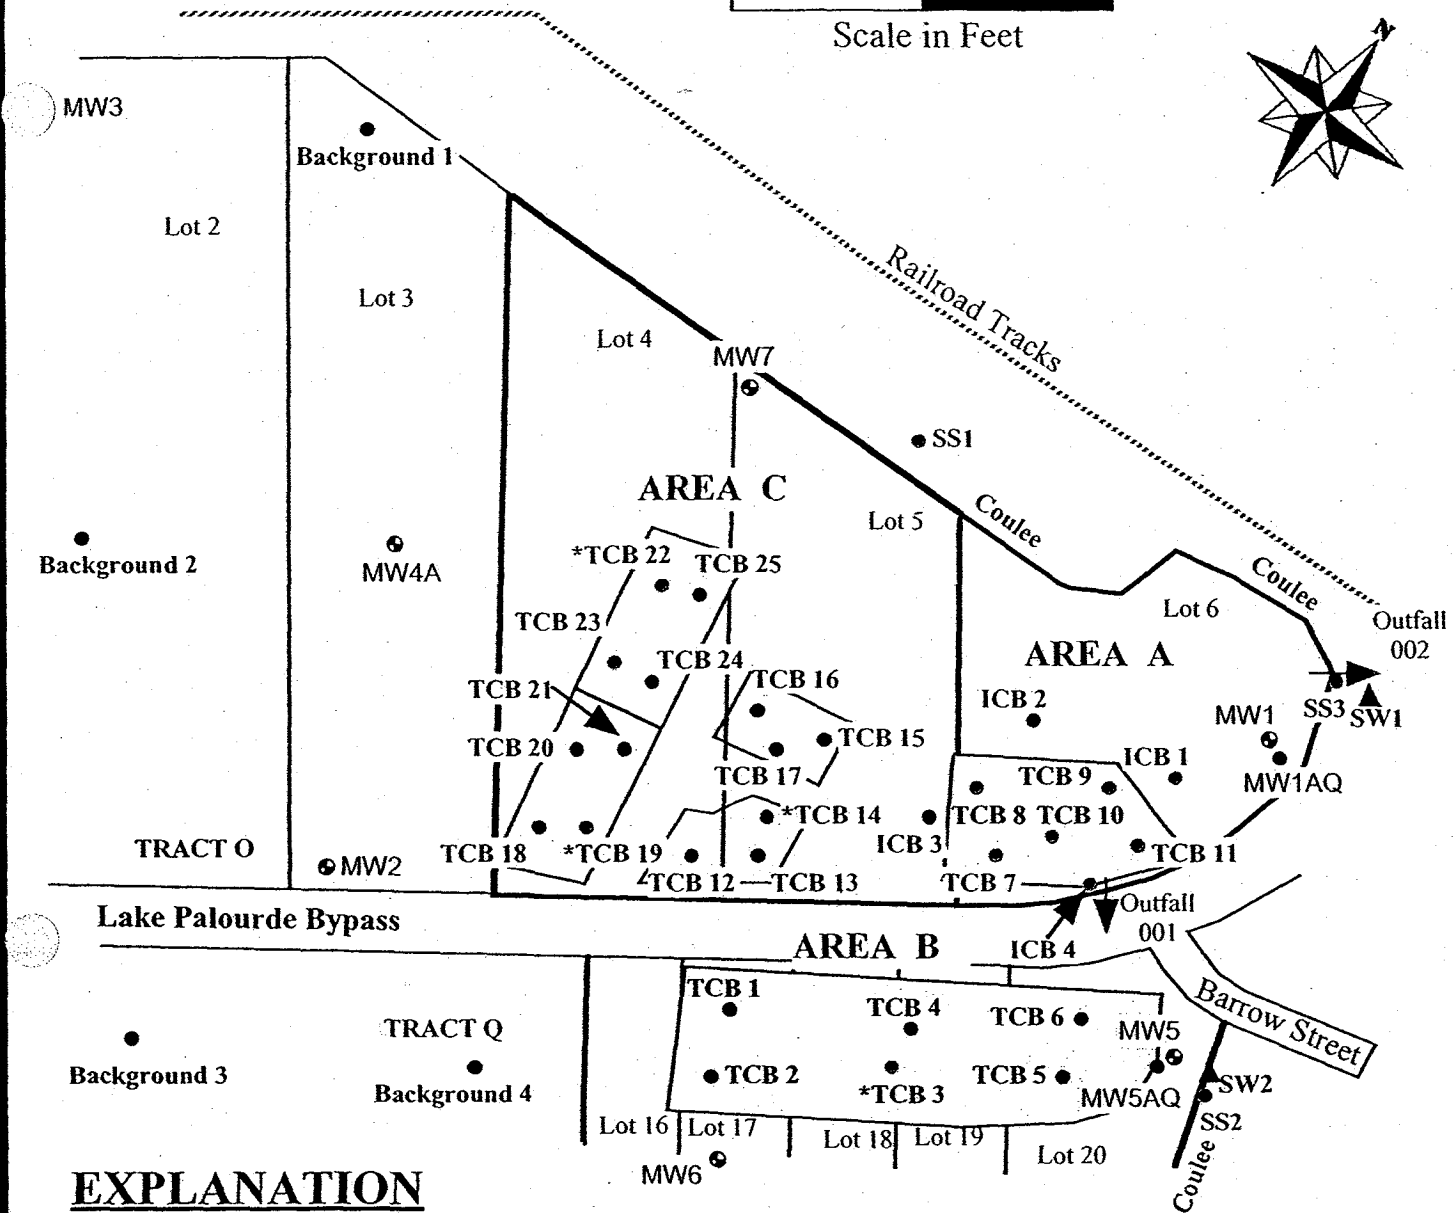 Scale in Feet
N
MW3
Background 1
Lot 2
Lot 3
Railroad Tracks
Lot 4
MW7
SS1
AREA C
Lot 5
Coulee
Background 2
MW4A
*TCB 22
TCB 25
Coulee
Lot 6
Outfall
002
TCB 23
TCB 24
AREA A
TCB 21
TCB 16
ICB 2
SS3
SW1
MW1
TCB 20
TCB 15
TCB 17
TCB 9
ICB 1
MW1AQ
*TCB 14
TCB 8
TCB 10
TRACT O
MW2
TCB 18
*TCB 19
ICB 3
TCB 11
TCB 12
TCB 13
TCB 7
Outfall
001
Lake Palourde Bypass
AREA B
ICB 4
TCB 1
TCB 4
TCB 6
Barrow Street
TRACT Q
MW5
Background 3
Background 4
TCB 2
*TCB 3
TCB 5
MW5AQ
SW2
SS2
Lot 16
Lot 17
Lot 18
Lot 19
Lot 20
MW6
Coulee
EXPLANATION